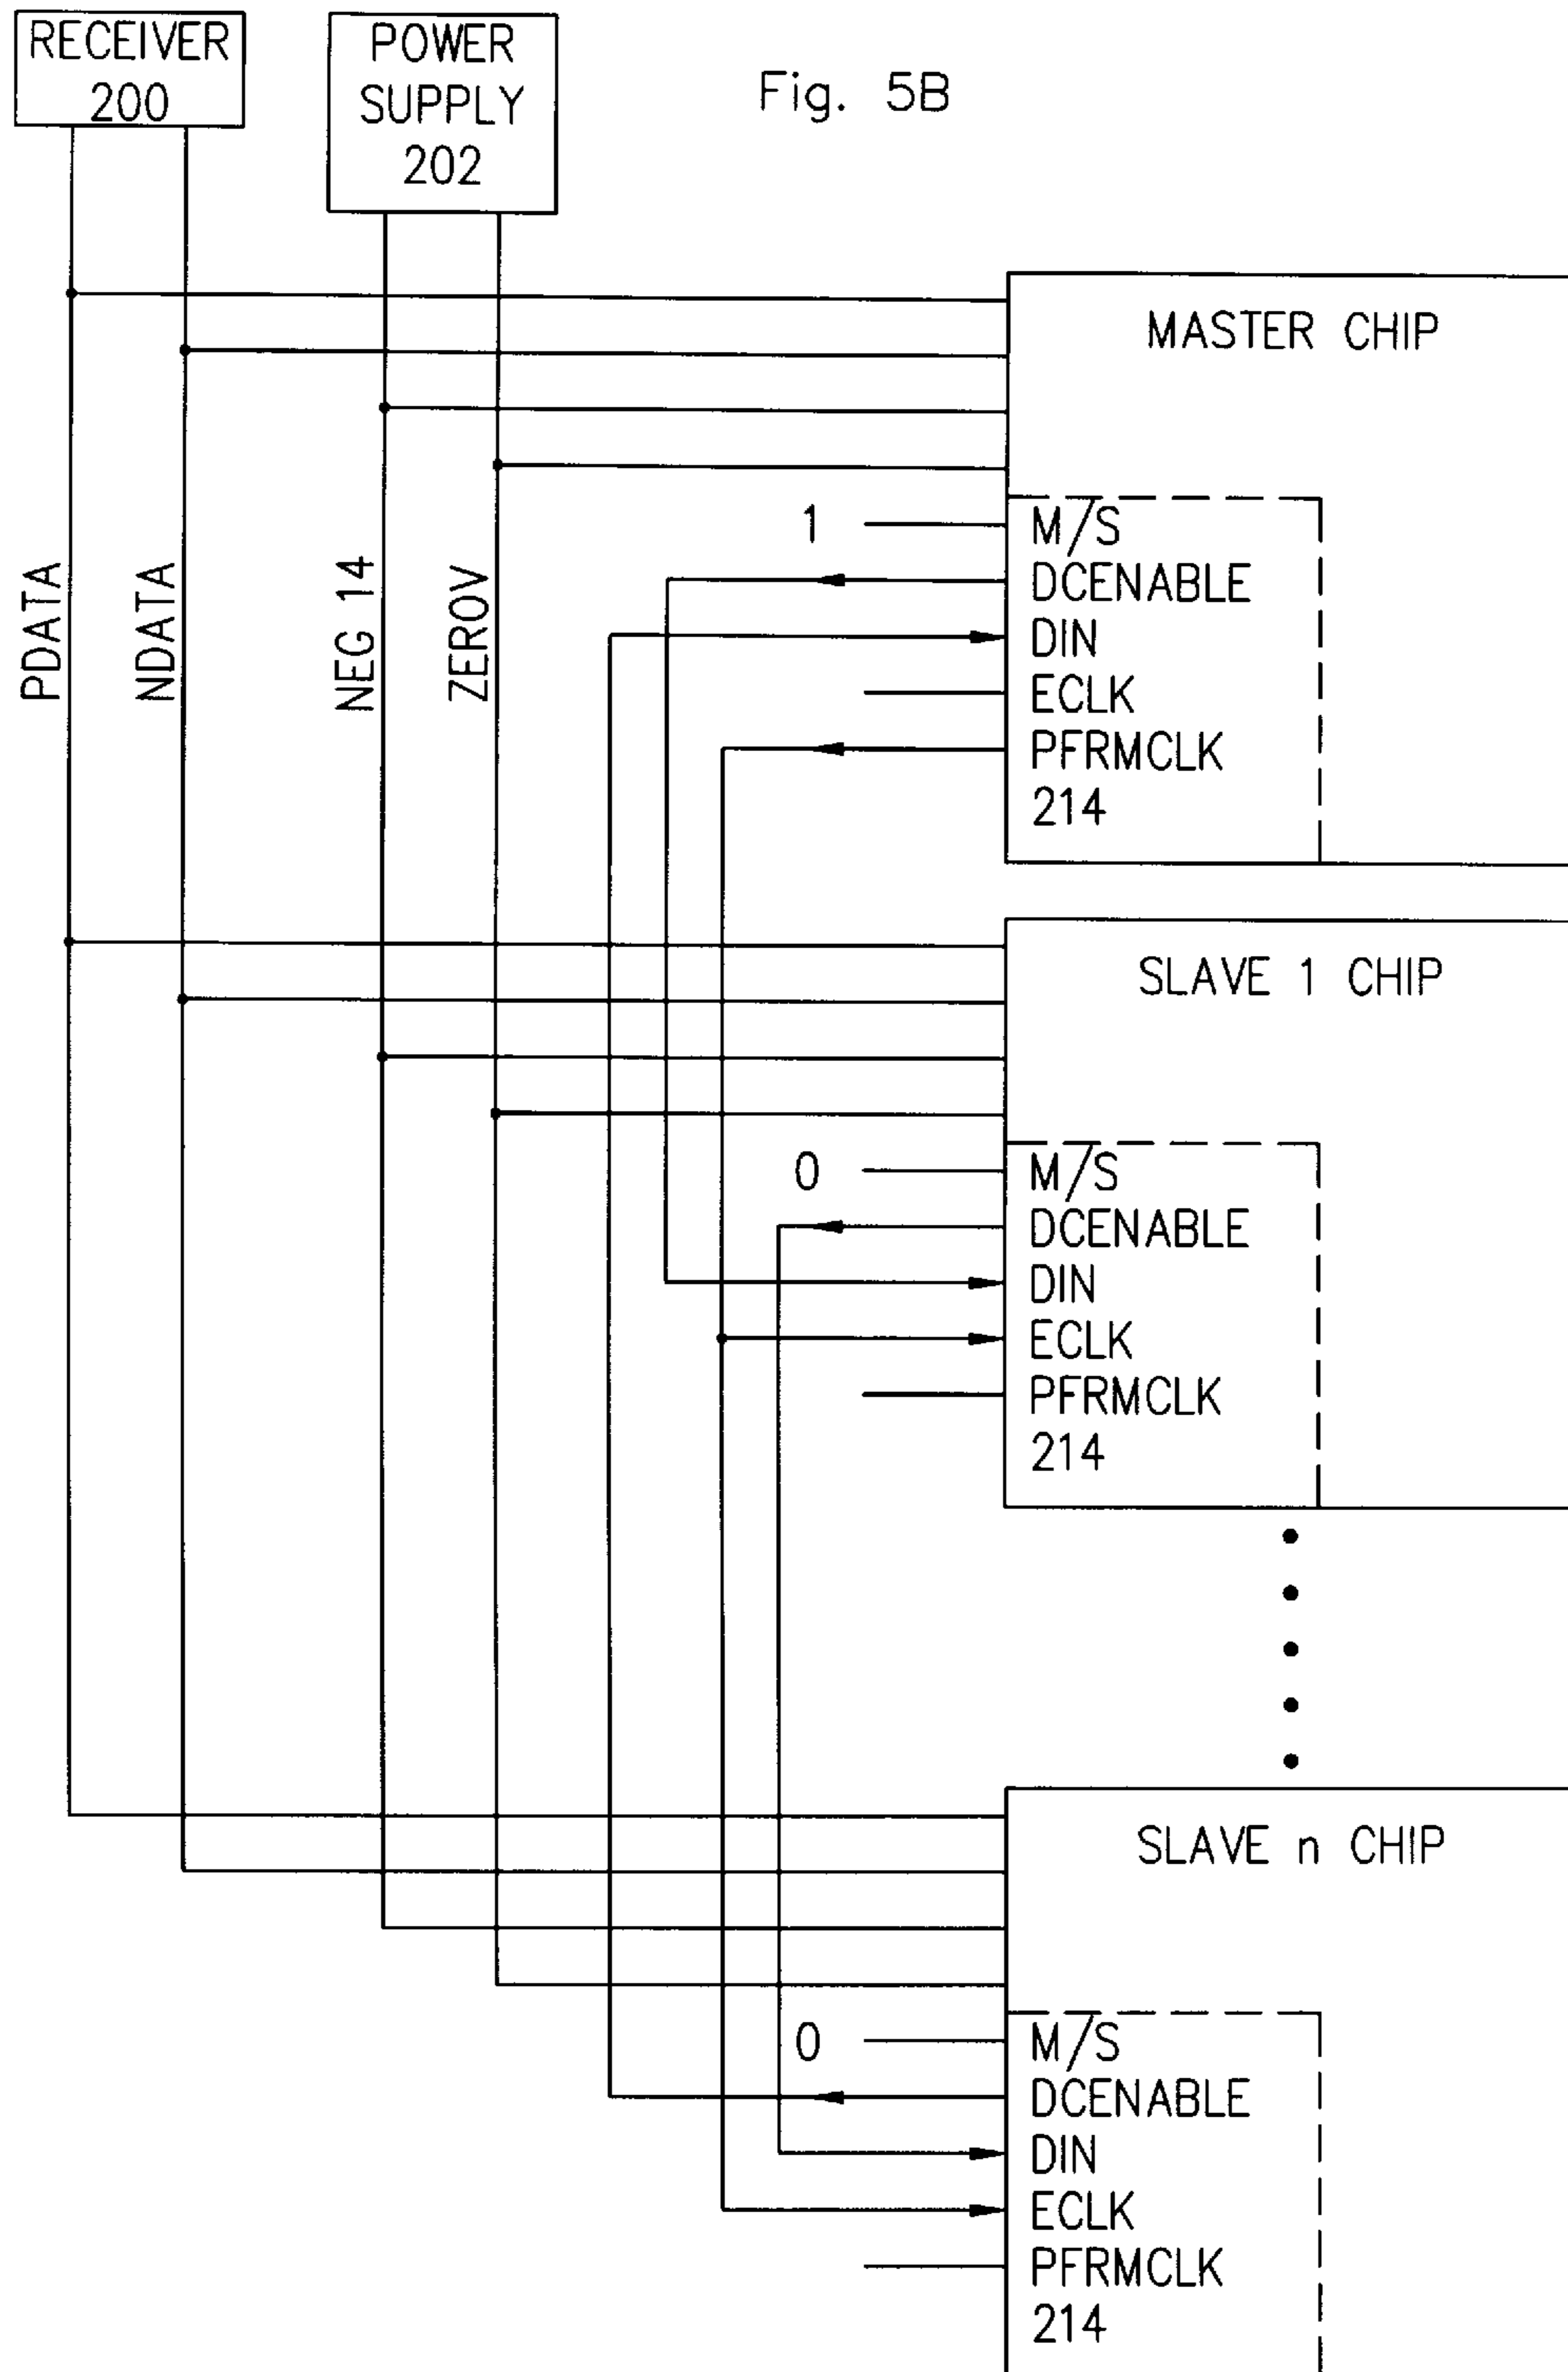 RECEIVER
200
POWER
SUPPLY
202
Fig. 5B
PDATA
NDATA
NEG 14
ZEROV
MASTER CHIP
1
M/S
DCENABLE
DIN
ECLK
PFRMCLK
214
SLAVE 1 CHIP
0
M/S
DCENABLE
DIN
ECLK
PFRMCLK
214
SLAVE n CHIP
0
M/S
DCENABLE
DIN
ECLK
PFRMCLK
214